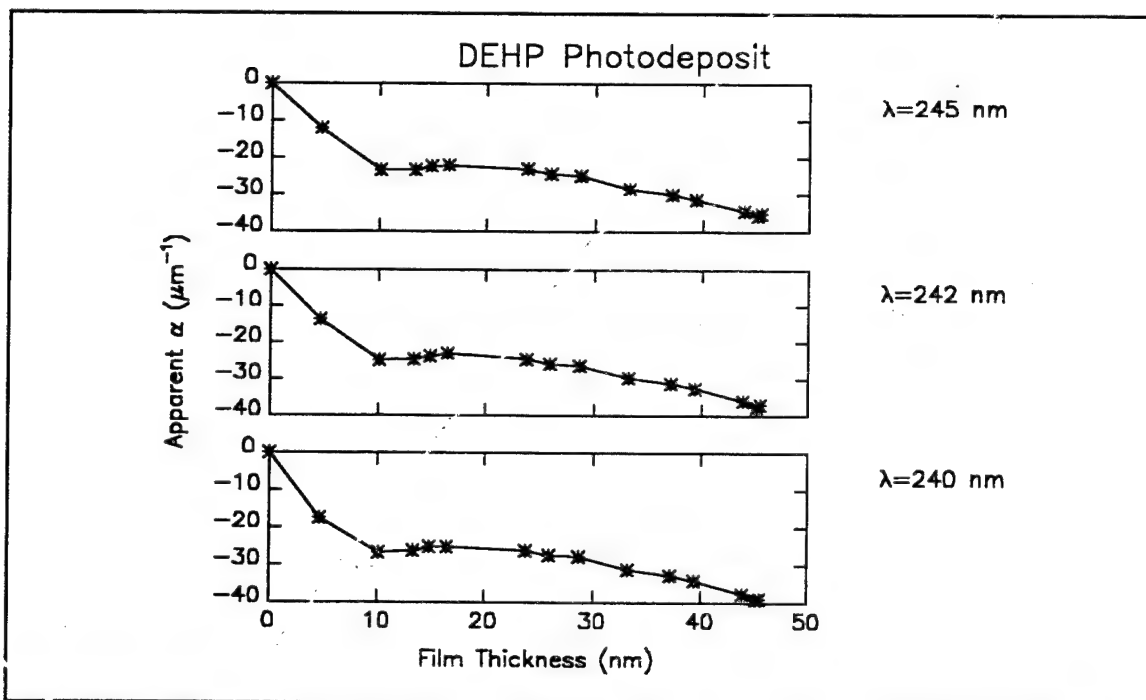 DEHP Photodeposit
0
−10
−20
−30
−40
λ=245 nm
0
−10
−20
−30
−40
λ=242 nm
0
−10
−20
−30
−40
λ=240 nm
Apparent α (μm⁻¹)
0 10 20 30 40 50
Film Thickness (nm)